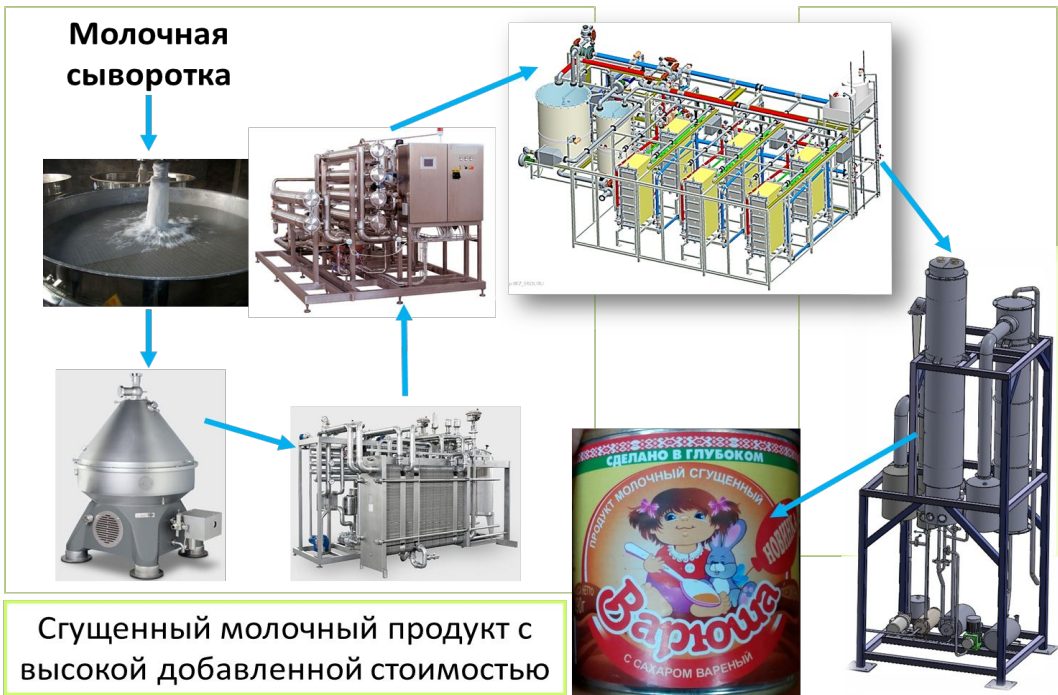 Молочная
сыворотка
СДЕЛАНО В ГЛУБОКОМ
ПРОДУКТ МОЛОЧНЫЙ СГУЩЕННЫЙ
Варюша
С САХАРОМ ВАРЕНЫЙ
Сгущенный молочный продукт с
высокой добавленной стоимостью